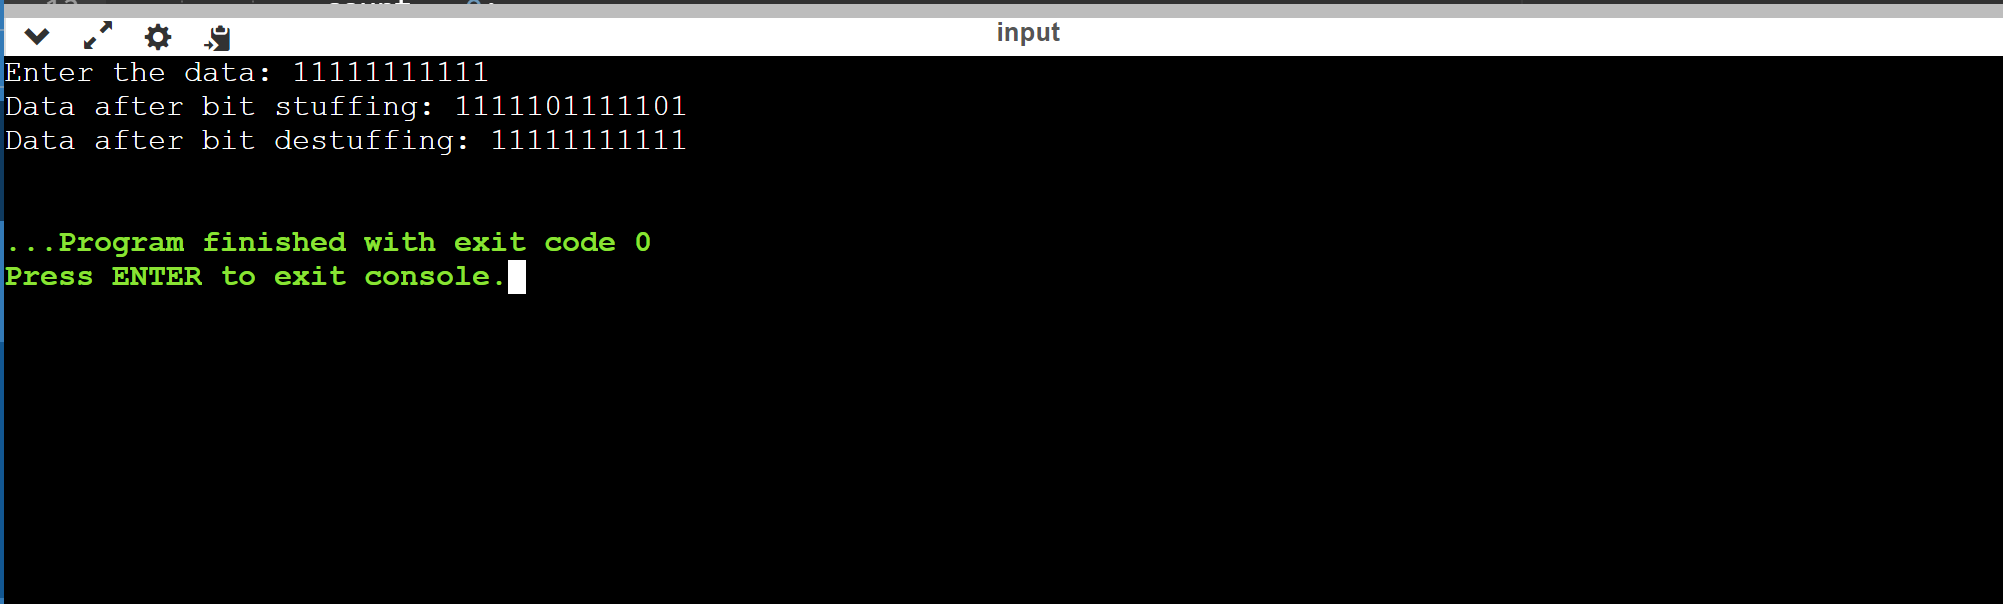 input
Enter the data: 11111111111
Data after bit stuffing: 1111101111101
Data after bit destuffing: 11111111111
...Program finished with exit code 0
Press ENTER to exit console.